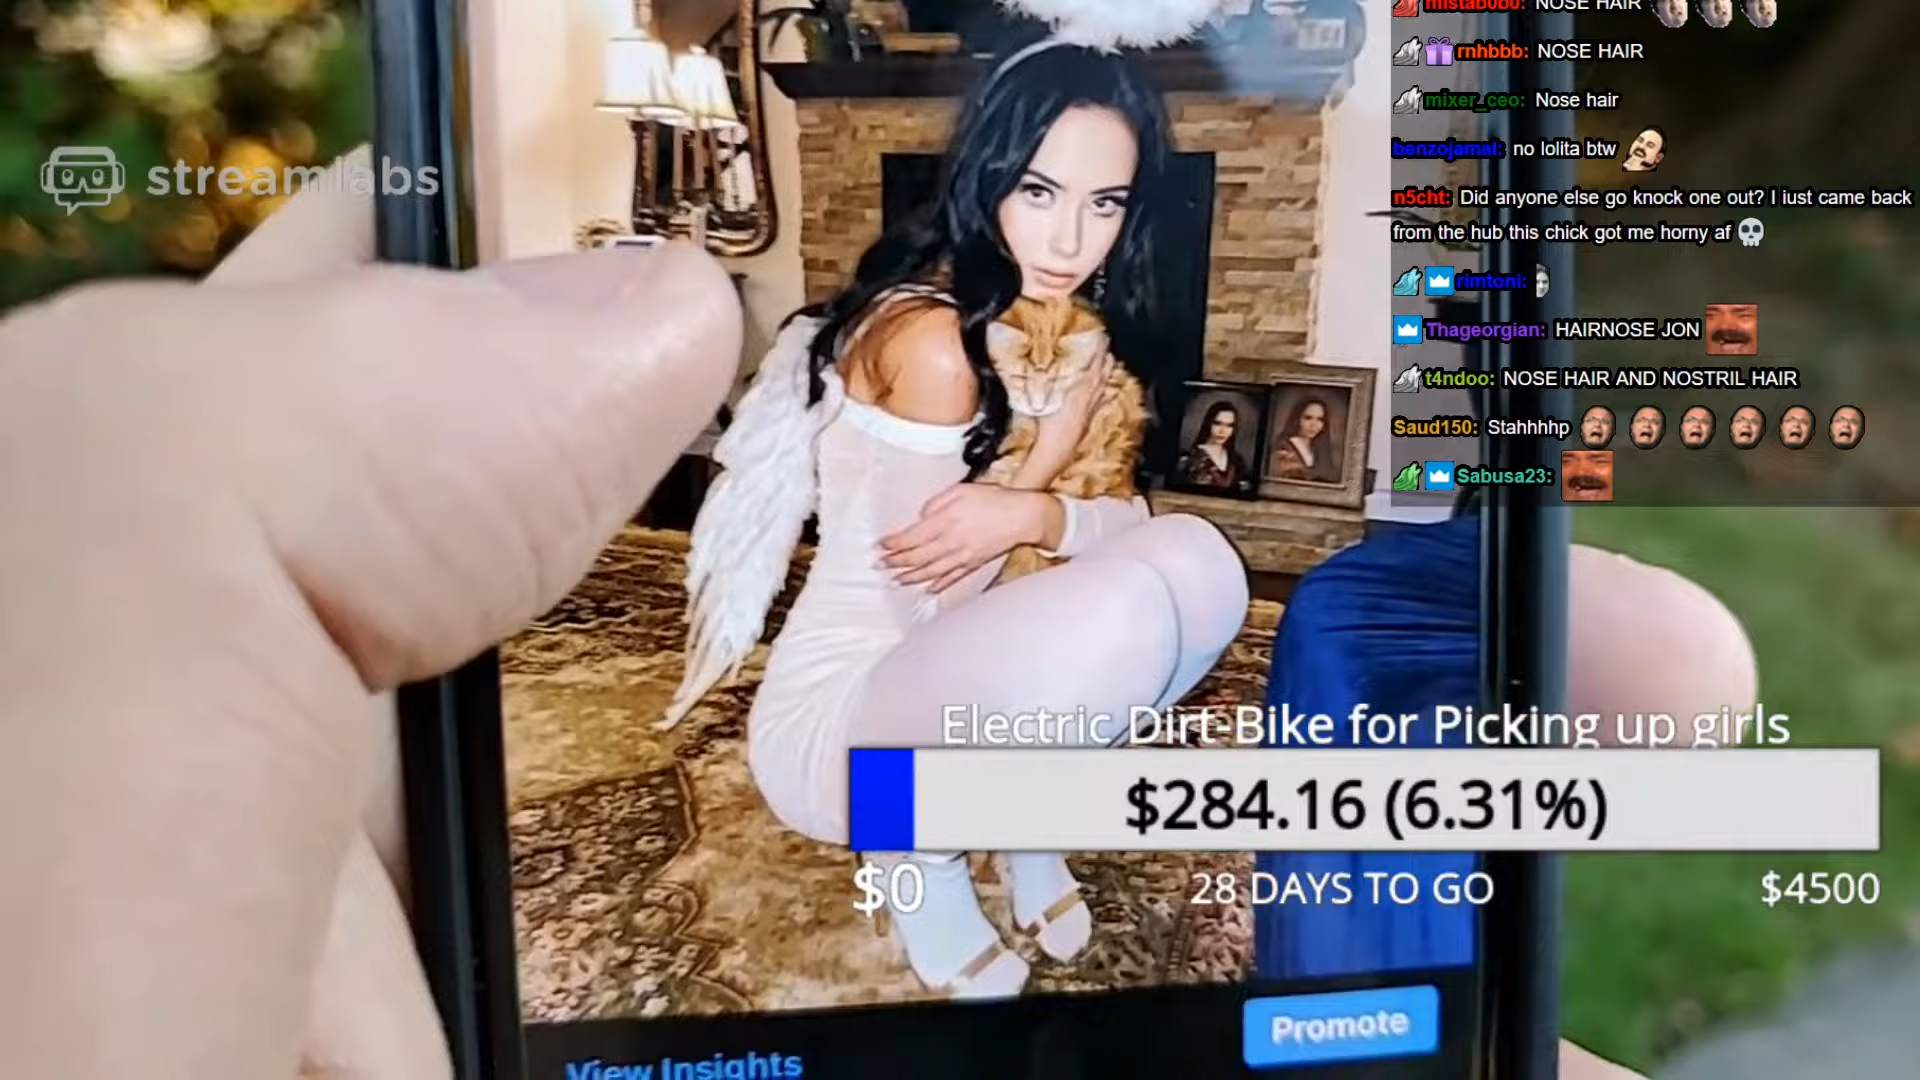 mistab0b0: NOSE HAIR
rnhbbb: NOSE HAIR
mixer_ceo: Nose hair
benzojamal: no lolita btw
n5cht: Did anyone else go knock one out? I just came back
from the hub this chick got me horny af
rimtoni:
Thageorgian: HAIRNOSE JON
t4ndoo: NOSE HAIR AND NOSTRIL HAIR
Saud150: Stahhhhp
Sabusa23:
streamlabs
Electric Dirt-Bike for Picking up girls
$284.16 (6.31%)
$0
28 DAYS TO GO
$4500
Promote
View Insights